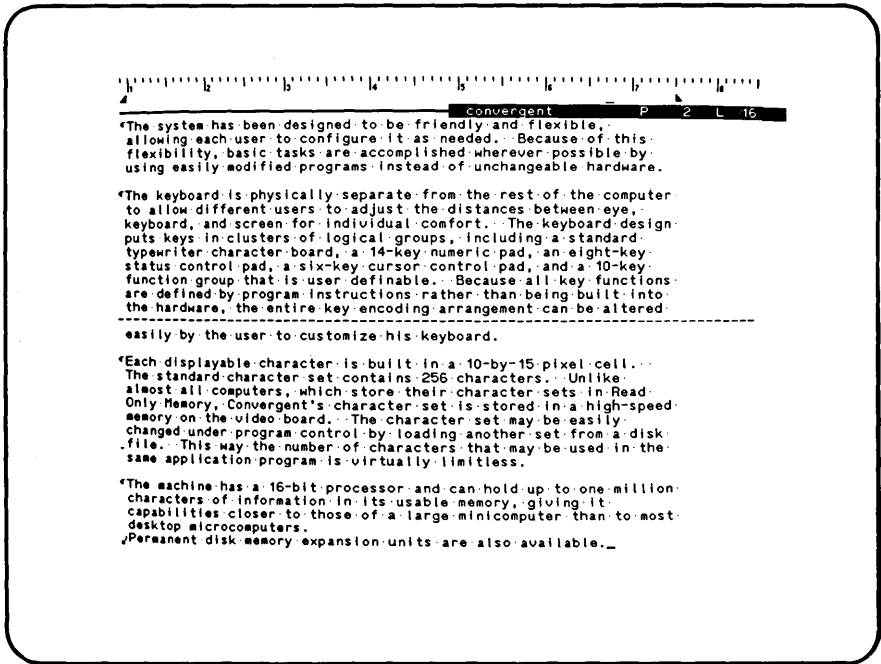 1 2 3 4 5 6 7 8
convergent P 2 L 16
The system has been designed to be friendly and flexible,
allowing each user to configure it as needed. Because of this
flexibility, basic tasks are accomplished wherever possible by
using easily modified programs instead of unchangeable hardware.
The keyboard is physically separate from the rest of the computer
to allow different users to adjust the distances between eye,
keyboard, and screen for individual comfort. The keyboard design
puts keys in clusters of logical groups, including a standard
typewriter character board, a 14-key numeric pad, an eight-key
status control pad, a six-key cursor control pad, and a 10-key
function group that is user definable. Because all key functions
are defined by program instructions rather than being built into
the hardware, the entire key encoding arrangement can be altered
easily by the user to customize his keyboard.
Each displayable character is built in a 10-by-15 pixel cell.
The standard character set contains 256 characters. Unlike
almost all computers, which store their character sets in Read
Only Memory, Convergent's character set is stored in a high-speed
memory on the video board. The character set may be easily
changed under program control by loading another set from a disk
file. This way the number of characters that may be used in the
same application program is virtually limitless.
The machine has a 16-bit processor and can hold up to one million
characters of information in its usable memory, giving it
capabilities closer to those of a large minicomputer than to most
desktop microcomputers.
Permanent disk memory expansion units are also available._